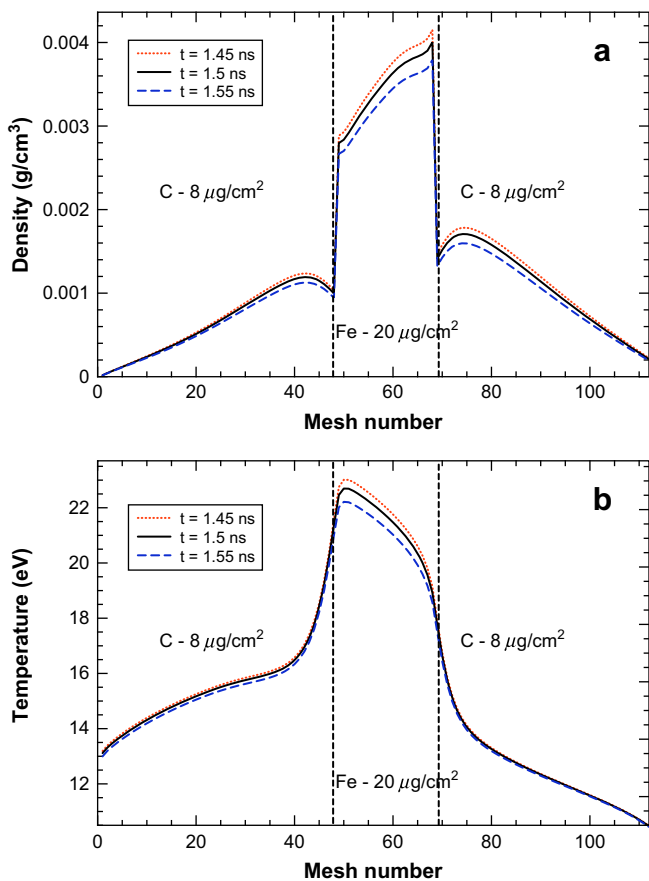 a
t = 1.45 ns
t = 1.5 ns
t = 1.55 ns
C - 8 μg/cm²
C - 8 μg/cm²
Fe - 20 μg/cm²
Density (g/cm³)
0.004
0.003
0.002
0.001
0
0 20 40 60 80 100
Mesh number
b
t = 1.45 ns
t = 1.5 ns
t = 1.55 ns
C - 8 μg/cm²
C - 8 μg/cm²
Fe - 20 μg/cm²
Temperature (eV)
22
20
18
16
14
12
0 20 40 60 80 100
Mesh number